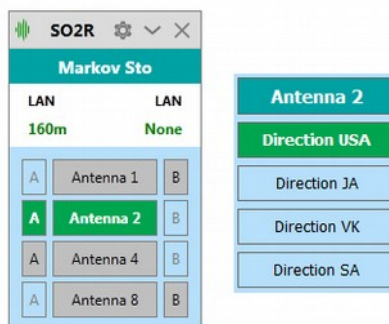 SO2R
Markov Sto
LAN LAN
160m None
A Antenna 1 B
A Antenna 2 B
A Antenna 4 B
A Antenna 8 B
Antenna 2
Direction USA
Direction JA
Direction VK
Direction SA